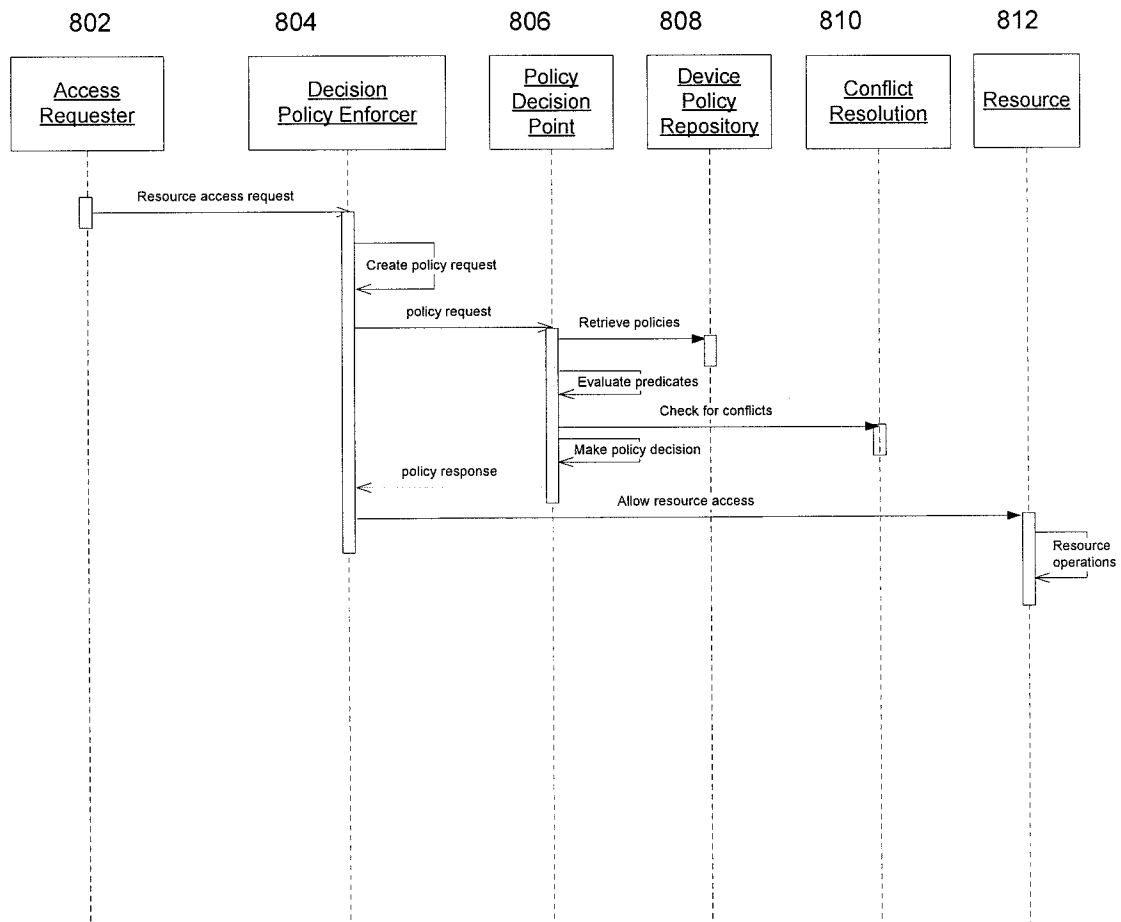 802
804
806
808
810
812
Access
Requester
Decision
Policy Enforcer
Policy
Decision
Point
Device
Policy
Repository
Conflict
Resolution
Resource
Resource access request
Create policy request
policy request
Retrieve policies
Evaluate predicates
Check for conflicts
Make policy decision
policy response
Allow resource access
Resource
operations